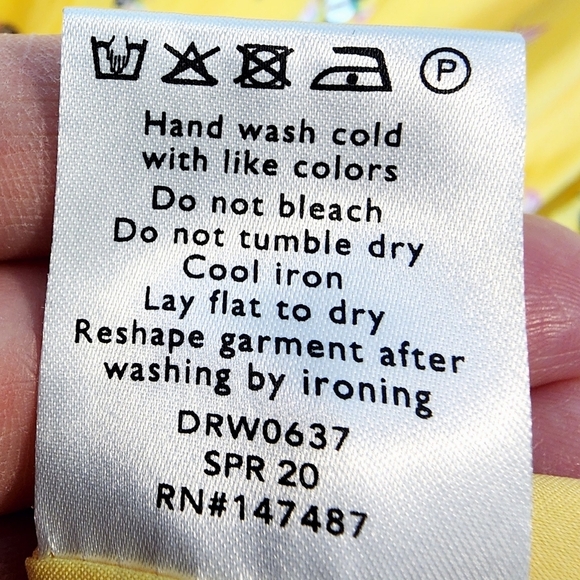 P
Hand wash cold
with like colors
Do not bleach
Do not tumble dry
Cool iron
Lay flat to dry
Reshape garment after
washing by ironing
DRW0637
SPR 20
RN#147487